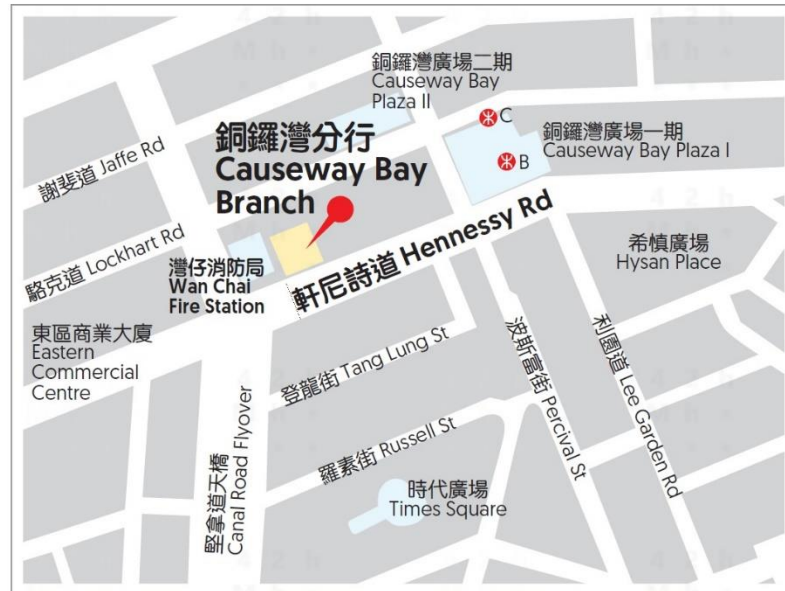 銅鑼灣廣場二期
Causeway Bay
Plaza II
C
銅鑼灣廣場一期
Causeway Bay Plaza I
B
銅鑼灣分行
Causeway Bay
Branch
謝斐道 Jaffe Rd
駱克道 Lockhart Rd
灣仔消防局
Wan Chai
Fire Station
軒尼詩道 Hennessy Rd
希慎廣場
Hysan Place
東區商業大廈
Eastern
Commercial
Centre
登龍街 Tang Lung St
波斯富街 Percival St
利園道 Lee Garden Rd
羅素街 Russell St
堅拿道天橋
Canal Road Flyover
時代廣場
Times Square